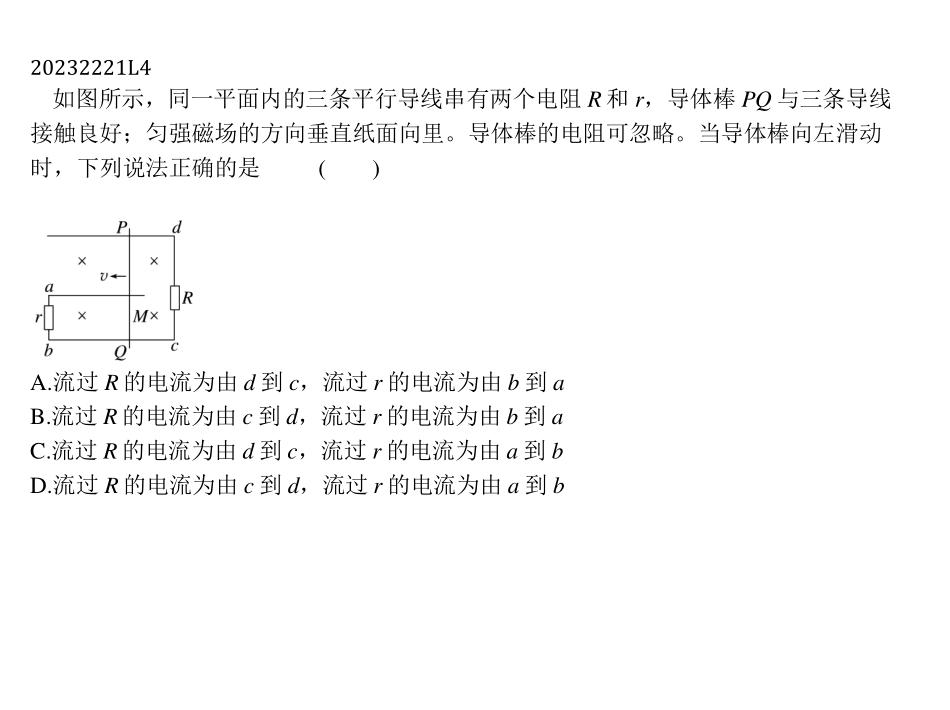 20232221L4
如图所示，同一平面内的三条平行导线串有两个电阻 R 和 r，导体棒 PQ 与三条导线
接触良好；匀强磁场的方向垂直纸面向里。导体棒的电阻可忽略。当导体棒向左滑动
时，下列说法正确的是 ( )
P d
× ×
v
a
R
r × M×
b Q c
A.流过 R 的电流为由 d 到 c，流过 r 的电流为由 b 到 a
B.流过 R 的电流为由 c 到 d，流过 r 的电流为由 b 到 a
C.流过 R 的电流为由 d 到 c，流过 r 的电流为由 a 到 b
D.流过 R 的电流为由 c 到 d，流过 r 的电流为由 a 到 b